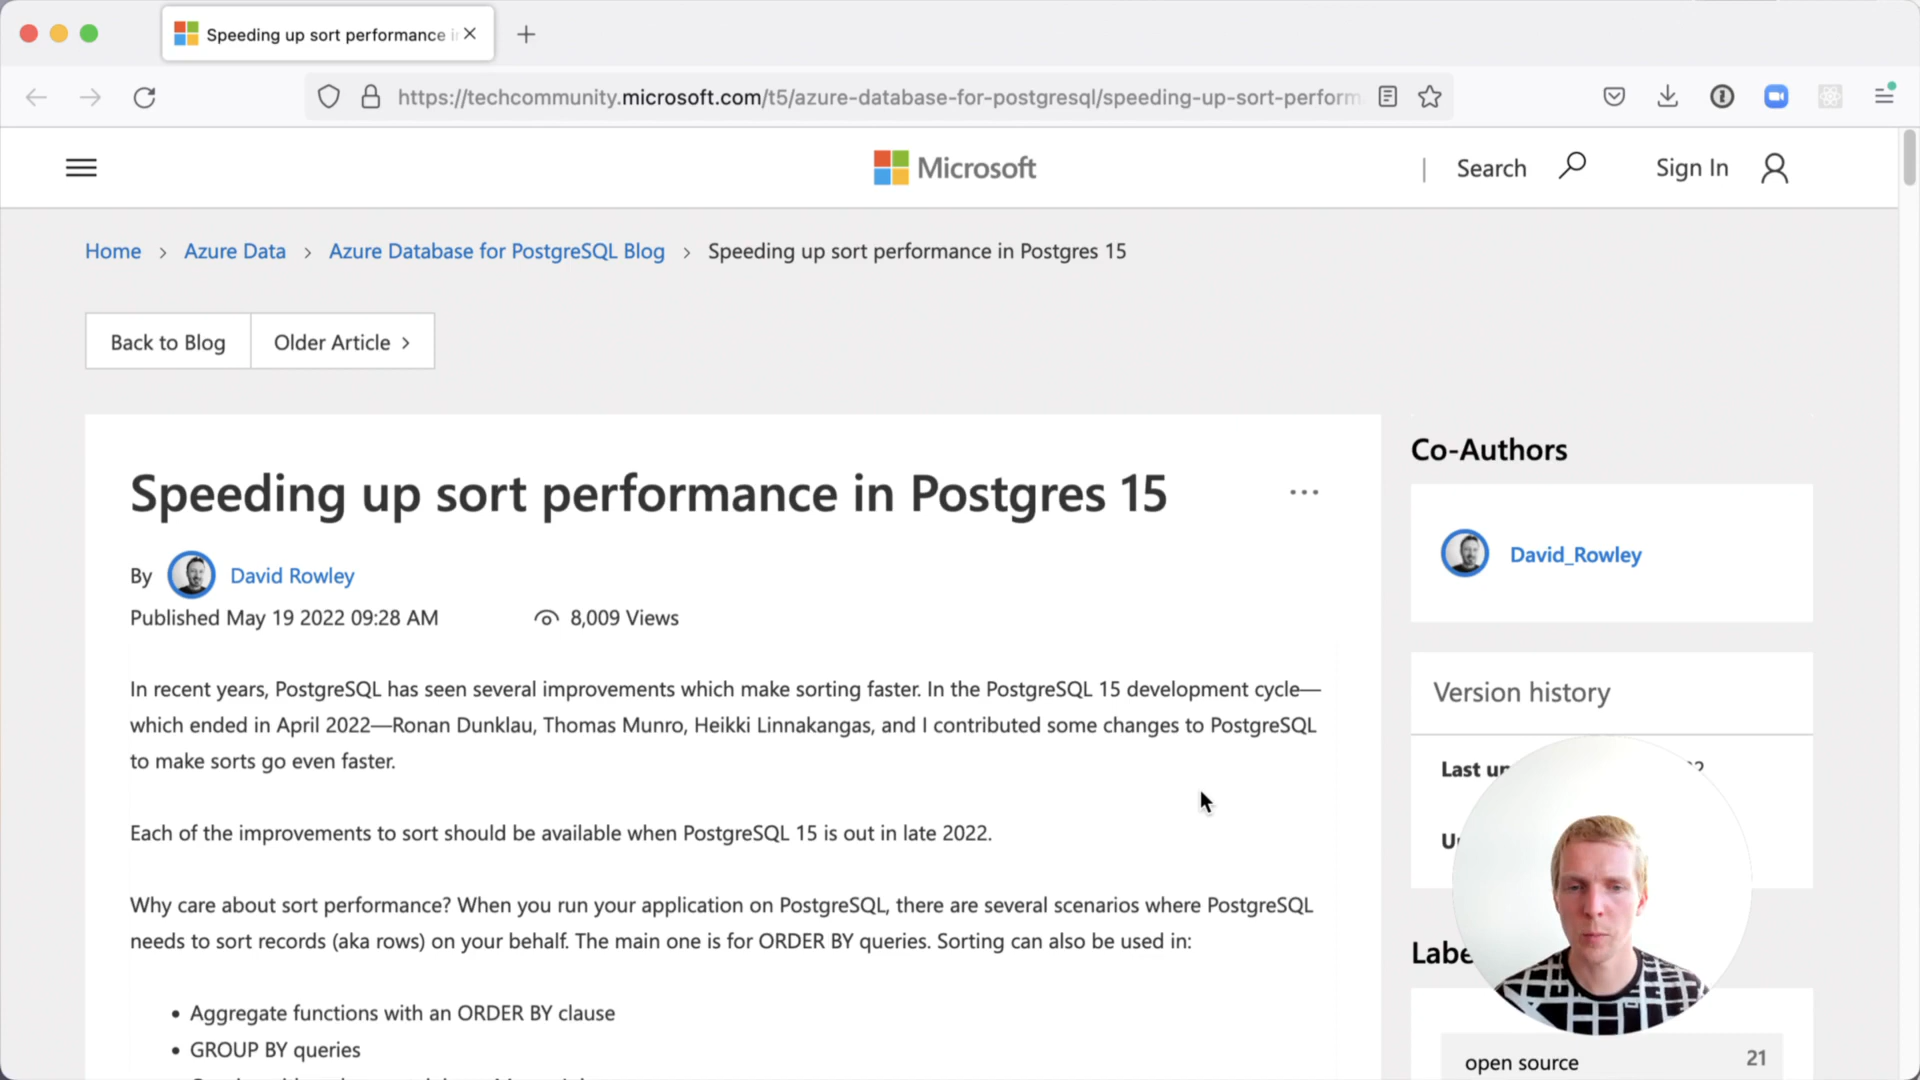 Speeding up sort performance i
https://techcommunity.microsoft.com/t5/azure-database-for-postgresql/speeding-up-sort-perform
Microsoft
| Search
Sign In
Home > Azure Data > Azure Database for PostgreSQL Blog > Speeding up sort performance in Postgres 15
Back to Blog
Older Article >
Speeding up sort performance in Postgres 15
By David Rowley
Published May 19 2022 09:28 AM
8,009 Views
In recent years, PostgreSQL has seen several improvements which make sorting faster. In the PostgreSQL 15 development cycle—
which ended in April 2022—Ronan Dunklau, Thomas Munro, Heikki Linnakangas, and I contributed some changes to PostgreSQL
to make sorts go even faster.
Each of the improvements to sort should be available when PostgreSQL 15 is out in late 2022.
Why care about sort performance? When you run your application on PostgreSQL, there are several scenarios where PostgreSQL
needs to sort records (aka rows) on your behalf. The main one is for ORDER BY queries. Sorting can also be used in:
• Aggregate functions with an ORDER BY clause
• GROUP BY queries
Co-Authors
David_Rowley
Version history
Last
open source 21